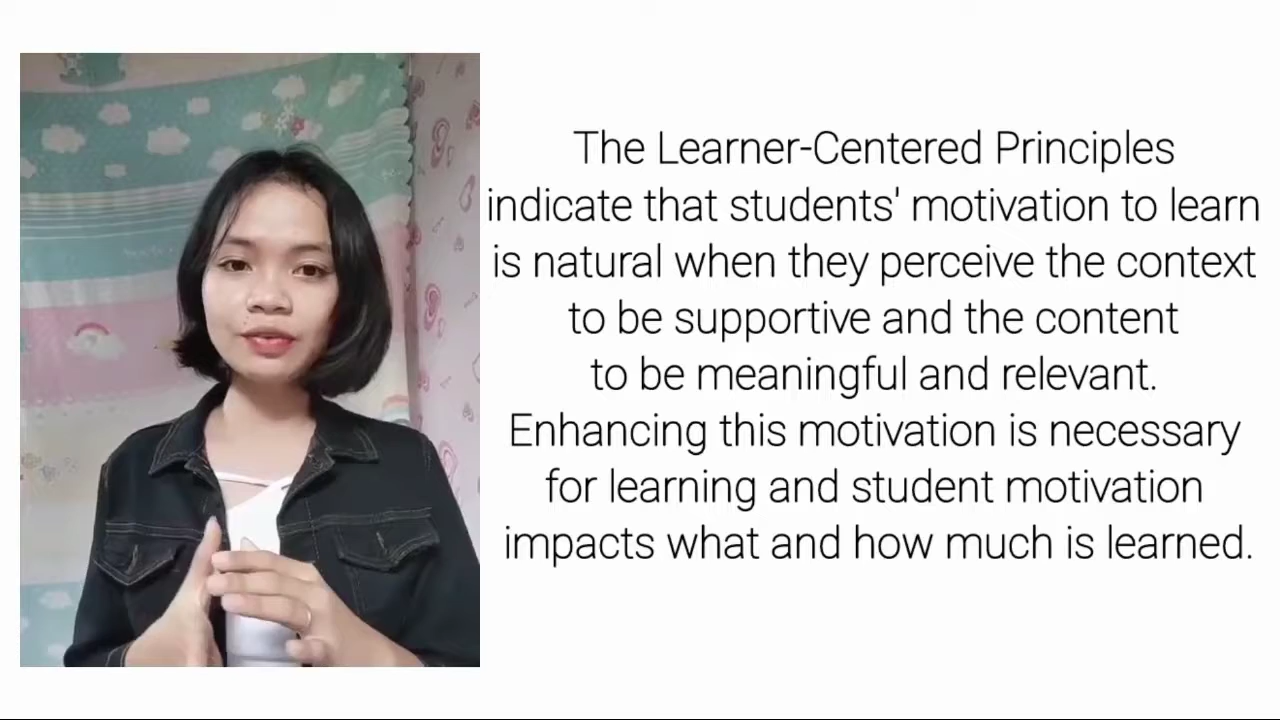 The Learner-Centered Principles
indicate that students' motivation to learn
is natural when they perceive the context
to be supportive and the content
to be meaningful and relevant.
Enhancing this motivation is necessary
for learning and student motivation
impacts what and how much is learned.